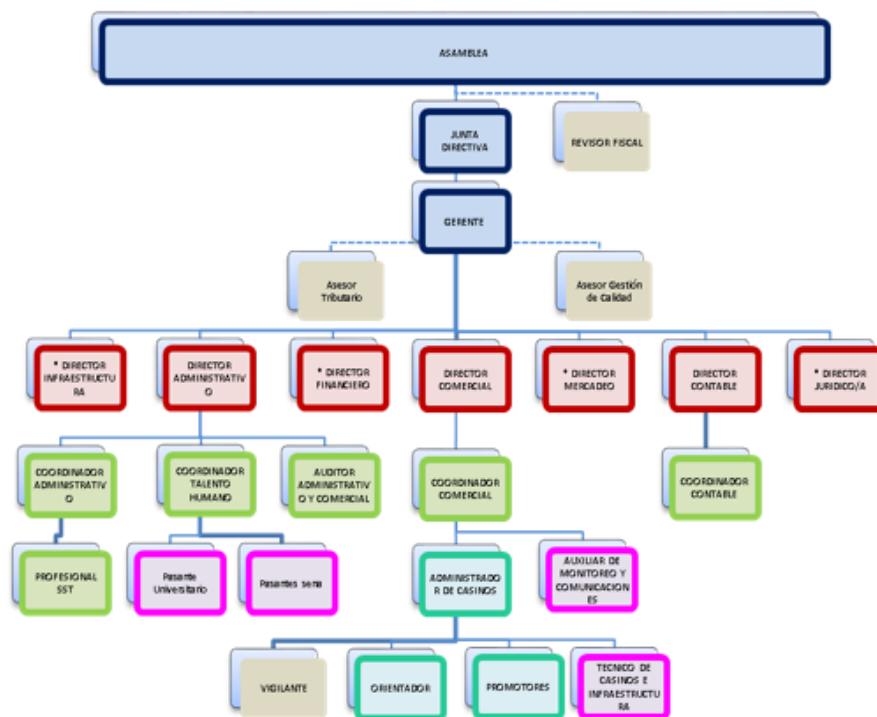 ASAMBLEA
JUNTA
DIRECTIVA
REVISOR FISCAL
GERENTE
Asesor
Tributario
Asesor Gestión
de Calidad
* DIRECTOR
INFRAESTRUCTU
RA
DIRECTOR
ADMINISTRATIV
O
* DIRECTOR
FINANCIERO
DIRECTOR
COMERCIAL
* DIRECTOR
MERCADEO
DIRECTOR
CONTABLE
* DIRECTOR
JURIDICO/A
COORDINADOR
ADMINISTRATIV
O
COORDINADOR
TALENTO
HUMANO
AUDITOR
ADMINISTRATIV
O Y COMERCIAL
COORDINADOR
COMERCIAL
COORDINADOR
CONTABLE
PROFESIONAL
SST
Pasante
Universitario
Pasantes sena
ADMINISTRADO
R DE CASINOS
AUXILIAR DE
MONITOREO Y
COMUNICACION
ES
VIGILANTE
ORIENTADOR
PROMOTORES
TECNICO DE
CASINOS E
INFRAESTRUCTU
RA